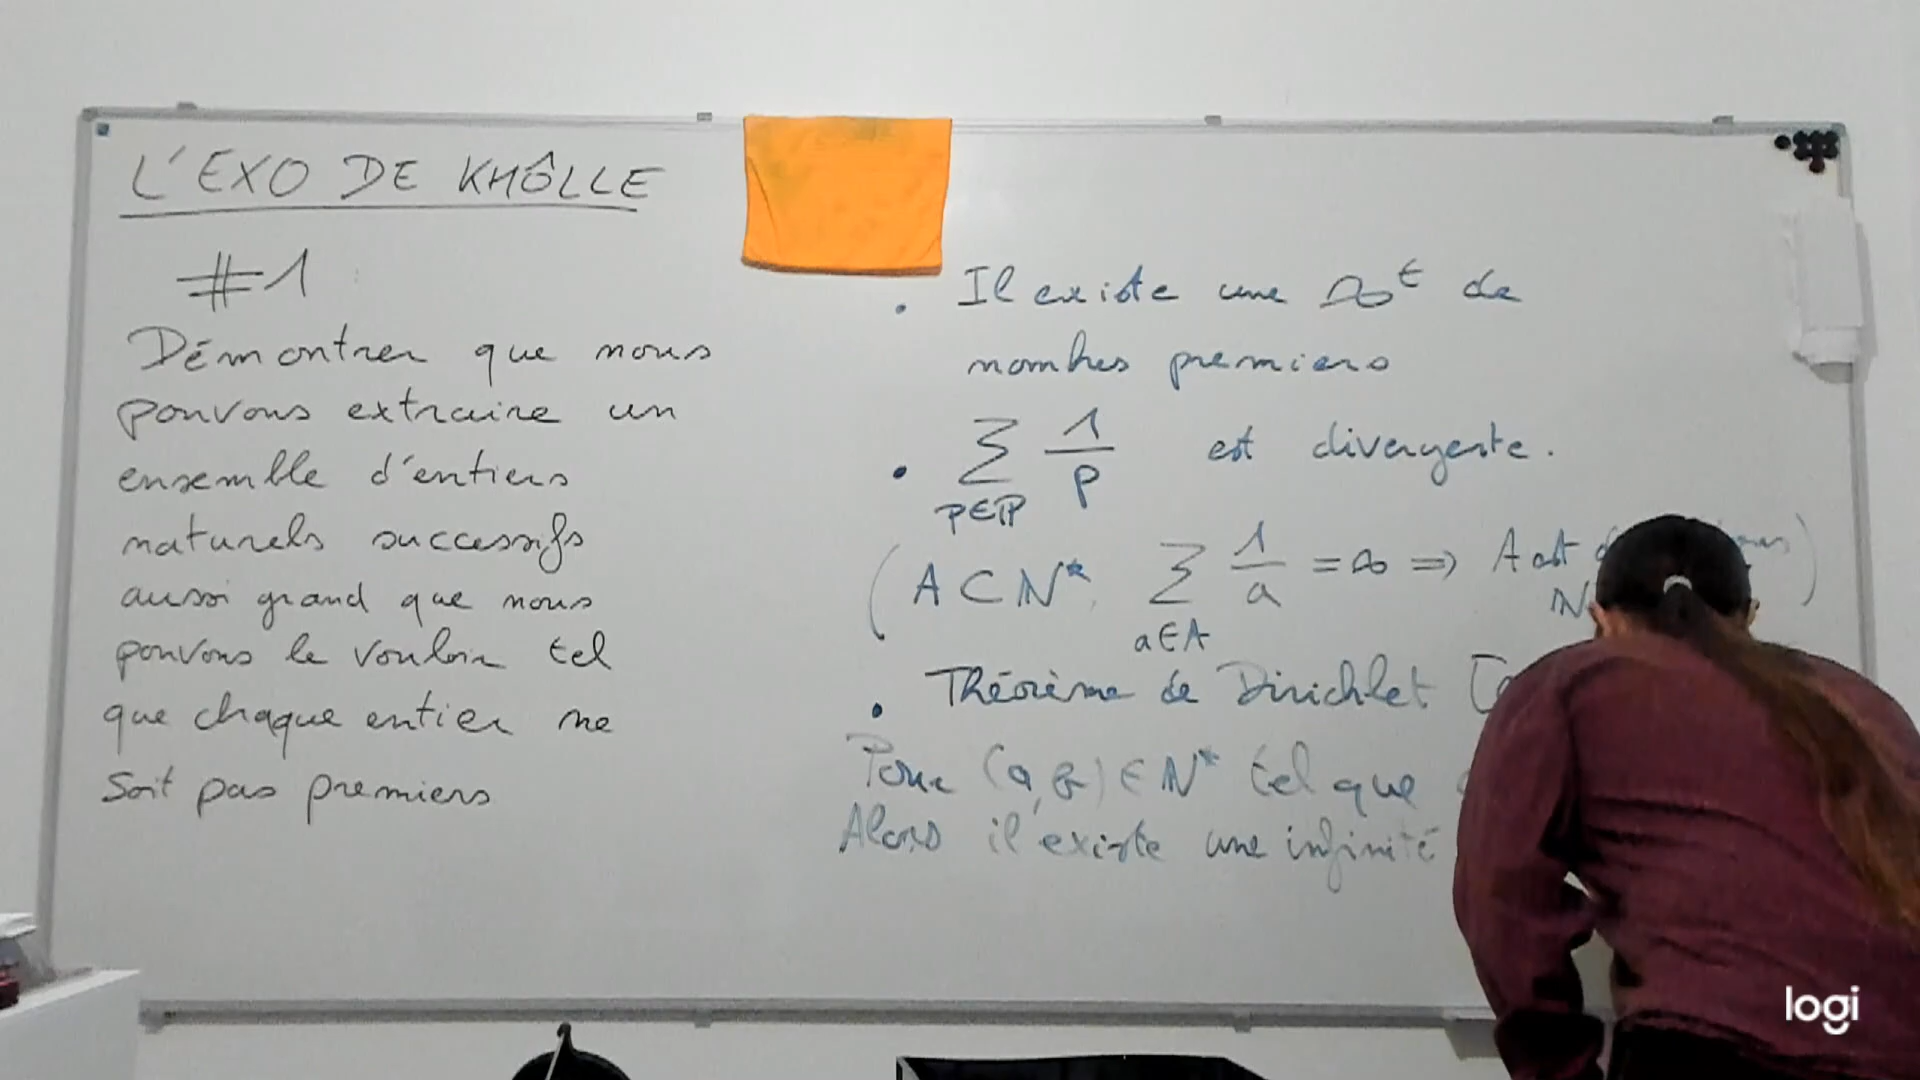 L'EXO DE KHÔLLE
#1
Démontrer que nous
pouvons extraire un
ensemble d'entiers
naturels successifs
aussi grand que nous
pouvons le vouloir tel
que chaque entier ne
soit pas premiers
• Il existe une ∞^t de
nombres premiers
• ∑_{p∈ℙ} 1/p est divergente.
(A ⊂ ℕ*, ∑_{a∈A} 1/a = ∞ ⇒ A est
ℕ
• Théorème de Dirichlet
Pour (a,b) ∈ ℕ* tel que
Alors il existe une infinité
logi